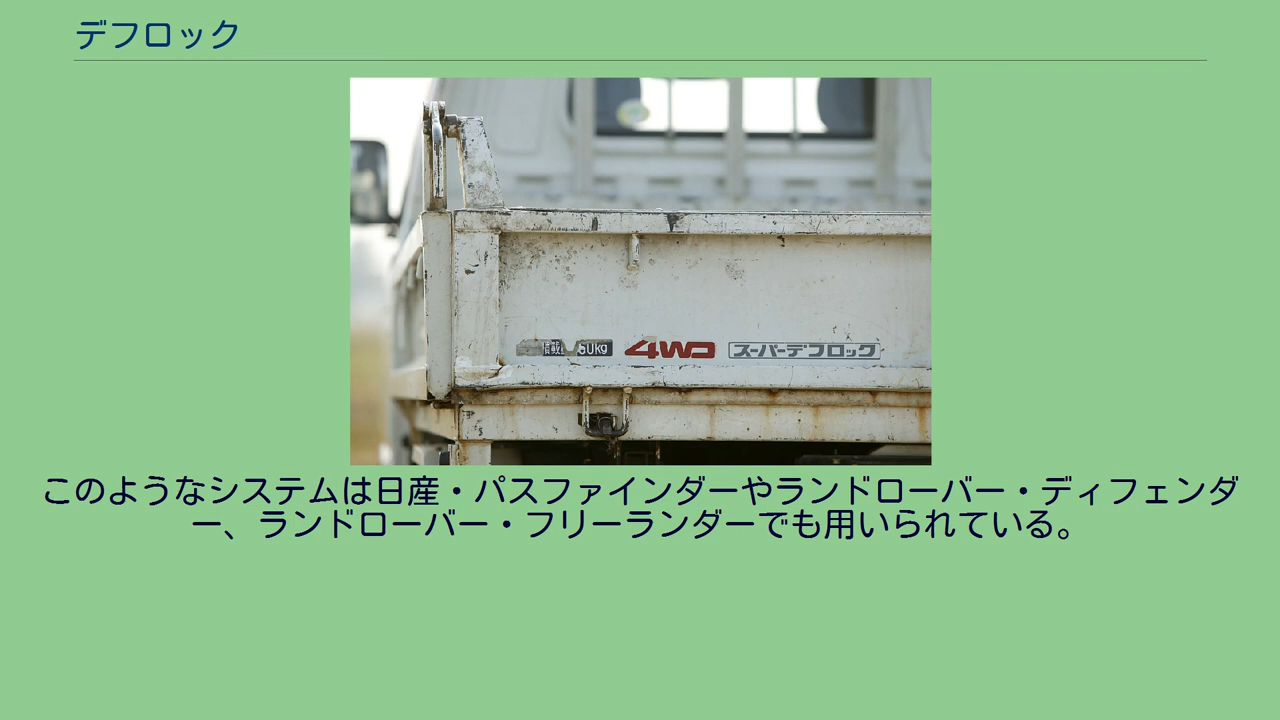 デフロック
50kg 4WD スーパーデフロック
このようなシステムは日産・パスファインダーやランドローバー・ディフェンダ
ー、ランドローバー・フリーランダーでも用いられている。